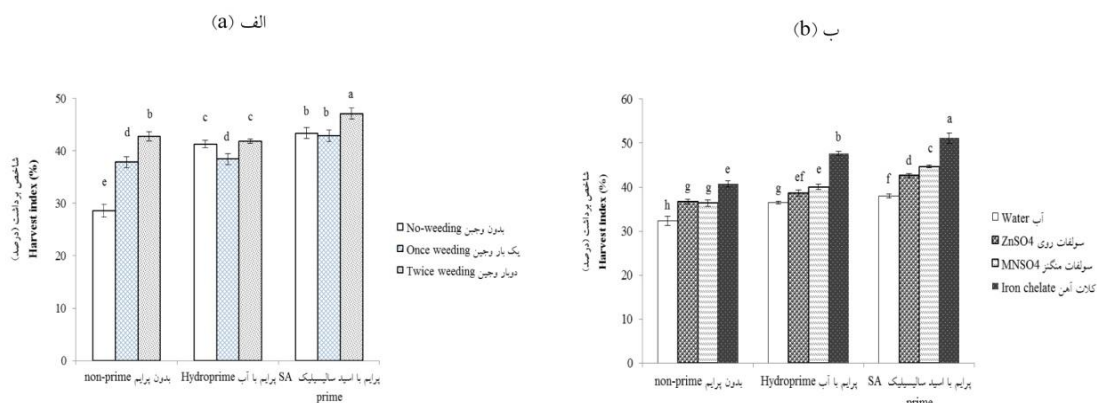 الف (a)
شاخص برداشت (درصد)
Harvest index (%)
50
40
30
20
10
0
e
d
b
c
d
c
b
b
a
بدون پرایم non-prime
پرایم با آب Hydroprime
پرایم با اسید سالیسیلیک SA
prime
بدون وجین No-weeding
یک بار وجین Once weeding
دوبار وجین Twice weeding
ب (b)
شاخص برداشت (درصد)
Harvest index (%)
60
50
40
30
20
10
0
h
g
g
e
g
ef
e
b
f
d
c
a
بدون پرایم non-prime
پرایم با آب Hydroprime
پرایم با اسید سالیسیلیک SA
prime
آب Water
سولفات روی ZnSO4
سولفات منگنز MNSO4
کلات آهن Iron chelate